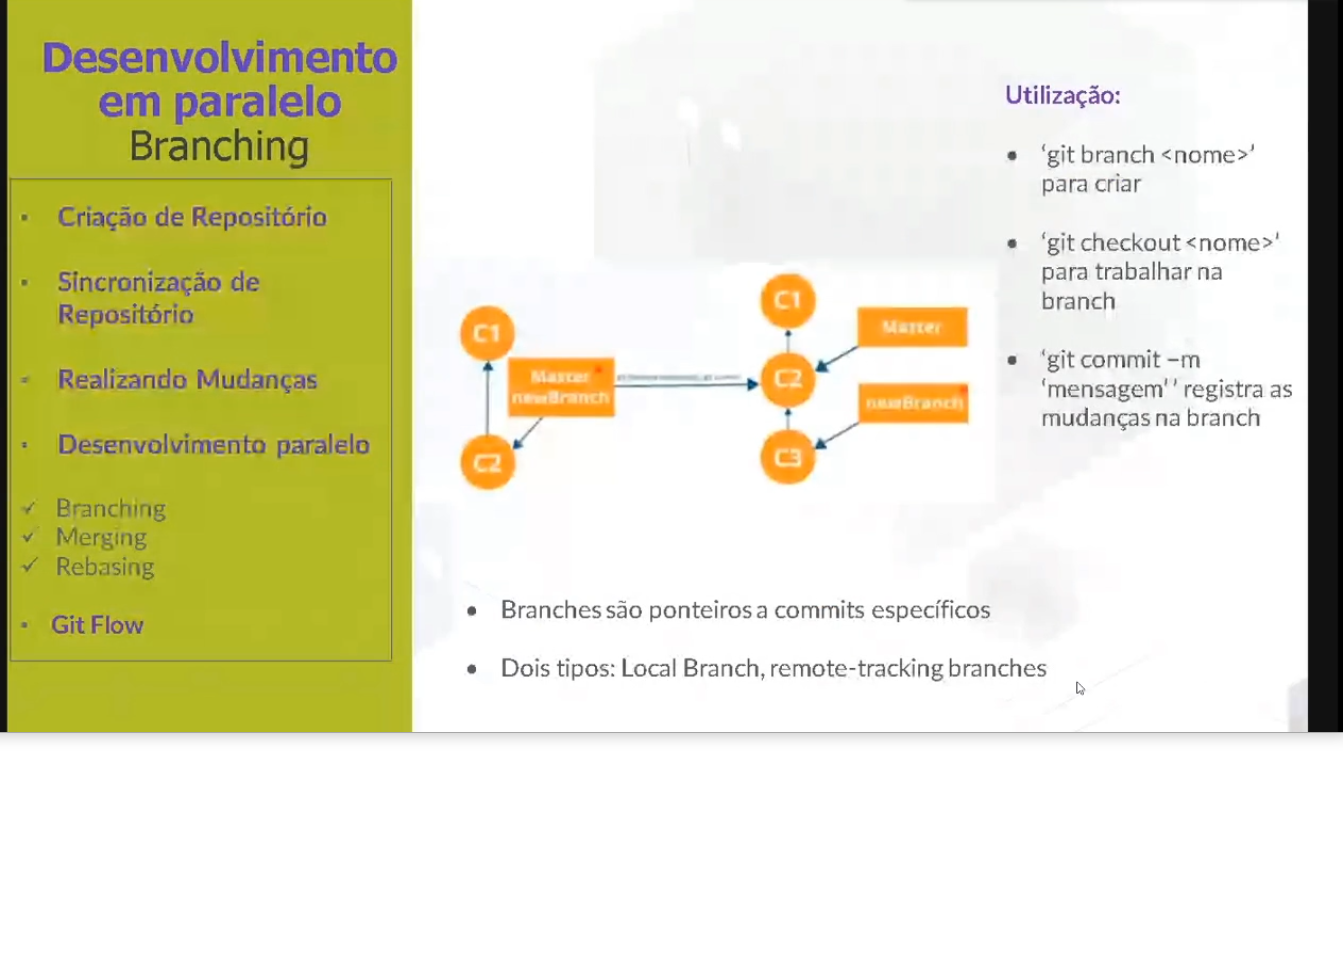 Desenvolvimento
em paralelo
Branching
• Criação de Repositório
• Sincronização de
Repositório
• Realizando Mudanças
• Desenvolvimento paralelo
✓ Branching
✓ Merging
✓ Rebasing
• Git Flow
C1
Master
newBranch
C2
C1
Master
C2
newBranch
C3
Utilização:
• ‘git branch <nome>’
para criar
• ‘git checkout <nome>’
para trabalhar na
branch
• ‘git commit –m
‘mensagem’ ’ registra as
mudanças na branch
• Branches são ponteiros a commits específicos
• Dois tipos: Local Branch, remote-tracking branches